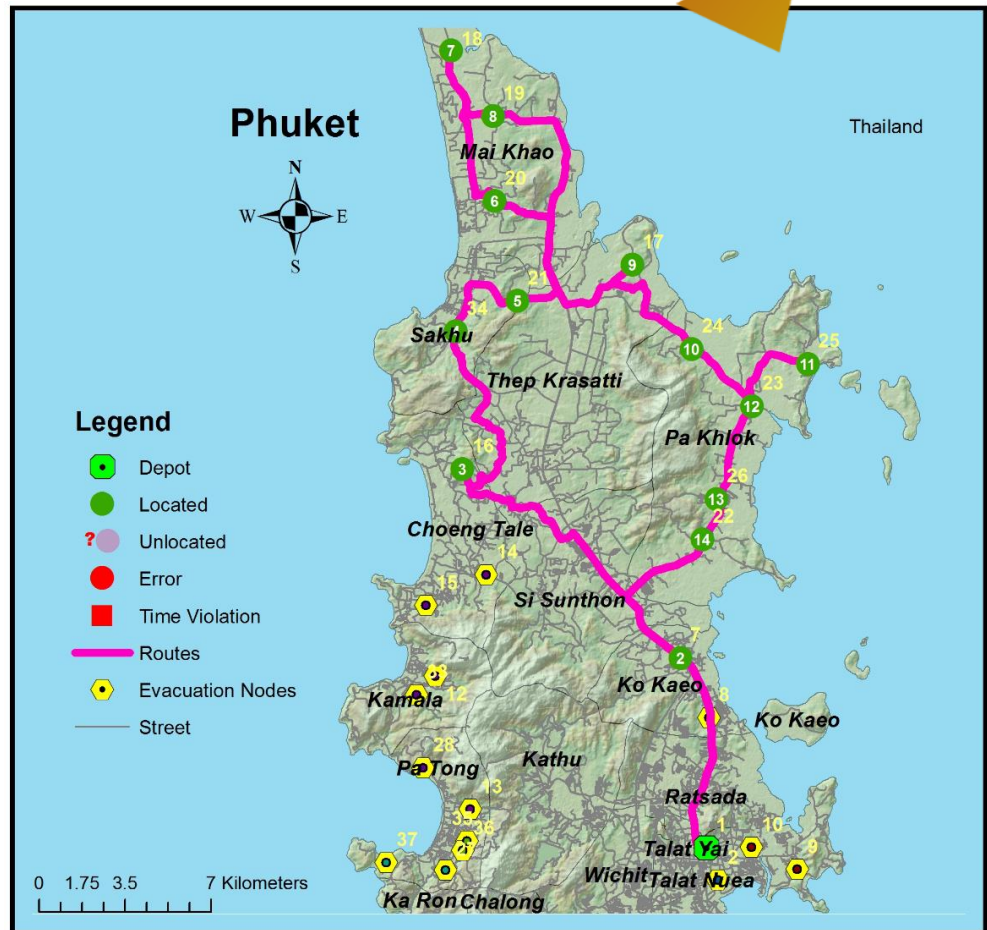 Phuket
Thailand
N
W E
S
7 18
8 19
Mai Khao
20
6
17
9
21
5
34
Sakhu
24
10
25
11
Thep Krasatti
23
12
Pa Khlok
16
3
26
13
22
14
Choeng Tale
14
15
Si Sunthon
7
2
Ko Kaeo
8
Ko Kaeo
Kamala
12
Kathu
28
Pa Tong
13
Ratsada
36
37
1
Talat Yai
10
2
9
Wichit
Talat Nuea
Ka Ron
Chalong
Legend
Depot
Located
? Unlocated
Error
Time Violation
Routes
Evacuation Nodes
Street
0 1.75 3.5 7 Kilometers